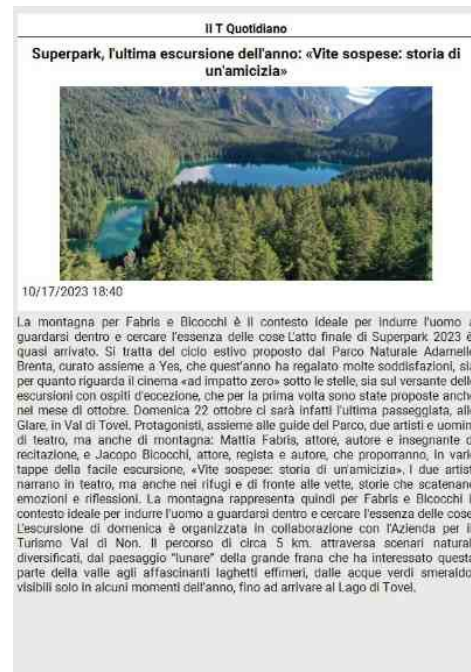 Il T Quotidiano
Superpark, l'ultima escursione dell'anno: «Vite sospese: storia di
un'amicizia»
10/17/2023 18:40
La montagna per Fabris e Bicocchi è il contesto ideale per indurre l'uomo a
guardarsi dentro e cercare l'essenza delle cose L'atto finale di Superpark 2023 è
quasi arrivato. Si tratta del ciclo estivo proposto dal Parco Naturale Adamello
Brenta, curato assieme a Yes, che quest'anno ha regalato molte soddisfazioni, sia
per quanto riguarda il cinema «ad impatto zero» sotto le stelle, sia sul versante delle
escursioni con ospiti d'eccezione, che per la prima volta sono state proposte anche
nel mese di ottobre. Domenica 22 ottobre ci sarà infatti l'ultima passeggiata, alle
Glare, in Val di Tovel. Protagonisti, assieme alle guide del Parco, due artisti e uomini
di teatro, ma anche di montagna: Mattia Fabris, attore, autore e insegnante di
recitazione, e Jacopo Bicocchi, attore, regista e autore, che proporranno, in varie
tappe della facile escursione, «Vite sospese: storia di un'amicizia». I due artisti
narrano in teatro, ma anche nei rifugi e di fronte alle vette, storie che scatenano
emozioni e riflessioni. La montagna rappresenta quindi per Fabris e Bicocchi il
contesto ideale per indurre l'uomo a guardarsi dentro e cercare l'essenza delle cose.
L'escursione di domenica è organizzata in collaborazione con l'Azienda per il
Turismo Val di Non. Il percorso di circa 5 km. attraversa scenari naturali
diversificati, dal paesaggio "lunare" della grande frana che ha interessato questa
parte della valle agli affascinanti laghetti effimeri, dalle acque verdi smeraldo,
visibili solo in alcuni momenti dell'anno, fino ad arrivare al Lago di Tovel.